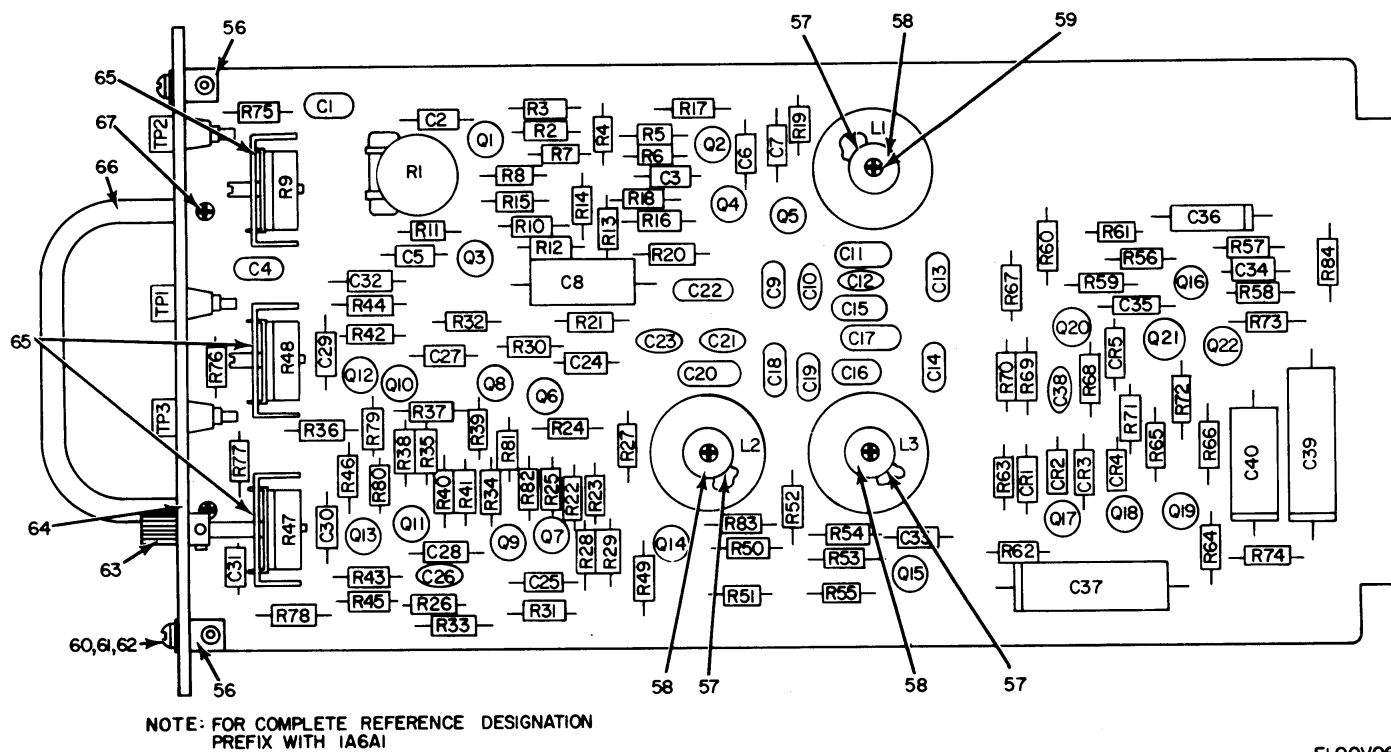 57 58 59
56
65
R75 C1 R3 R17
67 TP2 C2 R2 R4 R5 R19 L1
Q1 R7 R6 Q2 C6 C7
66 R9 R1 R8 C3
R15 R14 R18 Q4 Q5 C36
R11 R10 R13 R16 R60 R61 R57
C5 Q3 R12 R20 C11 R56 R84
C4 C32 C8 C22 C9 C10 C12 C13 R67 R59 Q16 C34
TP1 R44 C15 C35 R58
R32 R21 Q20 R73
65 R76 R48 R42 C29 C27 R30 C23 C21 C17 CR5 Q21 Q22
C24
Q12 Q10 Q8 Q6 C20 C18 C19 C16 C14 R70 R69 C38 R68
TP3 R37 R72
R36 R79 R39 R24 R71 C39
R77 R38 R35 R81 R27 L2 L3 R65 R66 C40
R46 R80 R40 R41 R34 R82 R25 R22 R23 R63 CR1 CR2 CR3 CR4
64 R47 C30 Q13 Q11 Q9 Q7 R83 R52 R54 C33 Q17 Q18 Q19
63 C31 C28 R28 R29 Q14 R50 R53 R62 R64 R74
R43 C26 C25 R49 Q15
R45 R26 R51 R55 C37
R78 R33 R31
60,61,62
56 58 57 58 57
NOTE: FOR COMPLETE REFERENCE DESIGNATION
PREFIX WITH 1A6A1